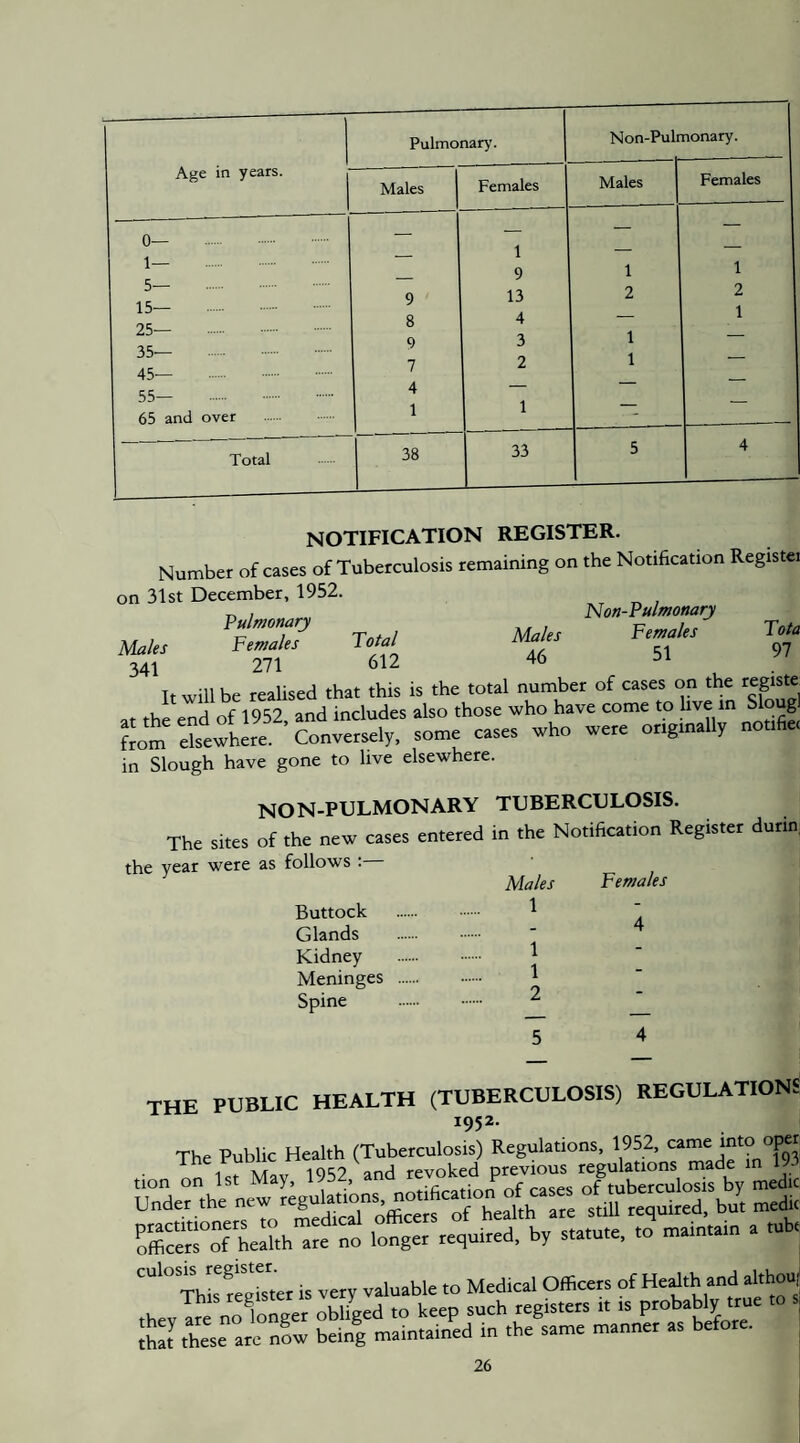 Age in years. Pulmonary. Non-Pulmonary.
Males Females Males Females
0— ...... ...... ...... — — — —
1— ...... ...... ...... — 1 — —
5— ...... ...... ...... — 9 1 1
15— ...... ...... ...... 9 13 2 2
25— ...... ...... ...... 8 4 — 1
35— ...... ...... ...... 9 3 1 —
45— ...... ...... ...... 7 2 1 —
55— ...... ...... ...... 4 — — —
65 and over ...... ...... 1 1 — —
Total ...... 38 33 5 4
NOTIFICATION REGISTER.
Number of cases of Tuberculosis remaining on the Notification Register
on 31st December, 1952.
Pulmonary Non-Pulmonary
Males Females Total Males Females Tota
341 271 612 46 51 97
It will be realised that this is the total number of cases on the registe
at the end of 1952, and includes also those who have come to live in Sloug
from elsewhere. Conversely, some cases who were originally notifie
in Slough have gone to live elsewhere.
NON-PULMONARY TUBERCULOSIS.
The sites of the new cases entered in the Notification Register durin
the year were as follows :—
Males Females
Buttock ...... ...... 1 -
Glands ...... ...... - 4
Kidney ...... ...... 1 -
Meninges ...... ...... 1 -
Spine ...... ...... 2 -
5 4
THE PUBLIC HEALTH (TUBERCULOSIS) REGULATIONS
1952.
The Public Health (Tuberculosis) Regulations, 1952, came into oper
tion on 1st May, 1952, and revoked previous regulations made in 193
Under the new regulations, notification of cases of tuberculosis by medic
practitioners to medical officers of health are still required, but medic
officers of health are no longer required, by statute, to maintain a tube
culosis register.
This register is very valuable to Medical Officers of Health and althou
they are no longer obliged to keep such registers it is probably true to s
that these are now being maintained in the same manner as before.
26